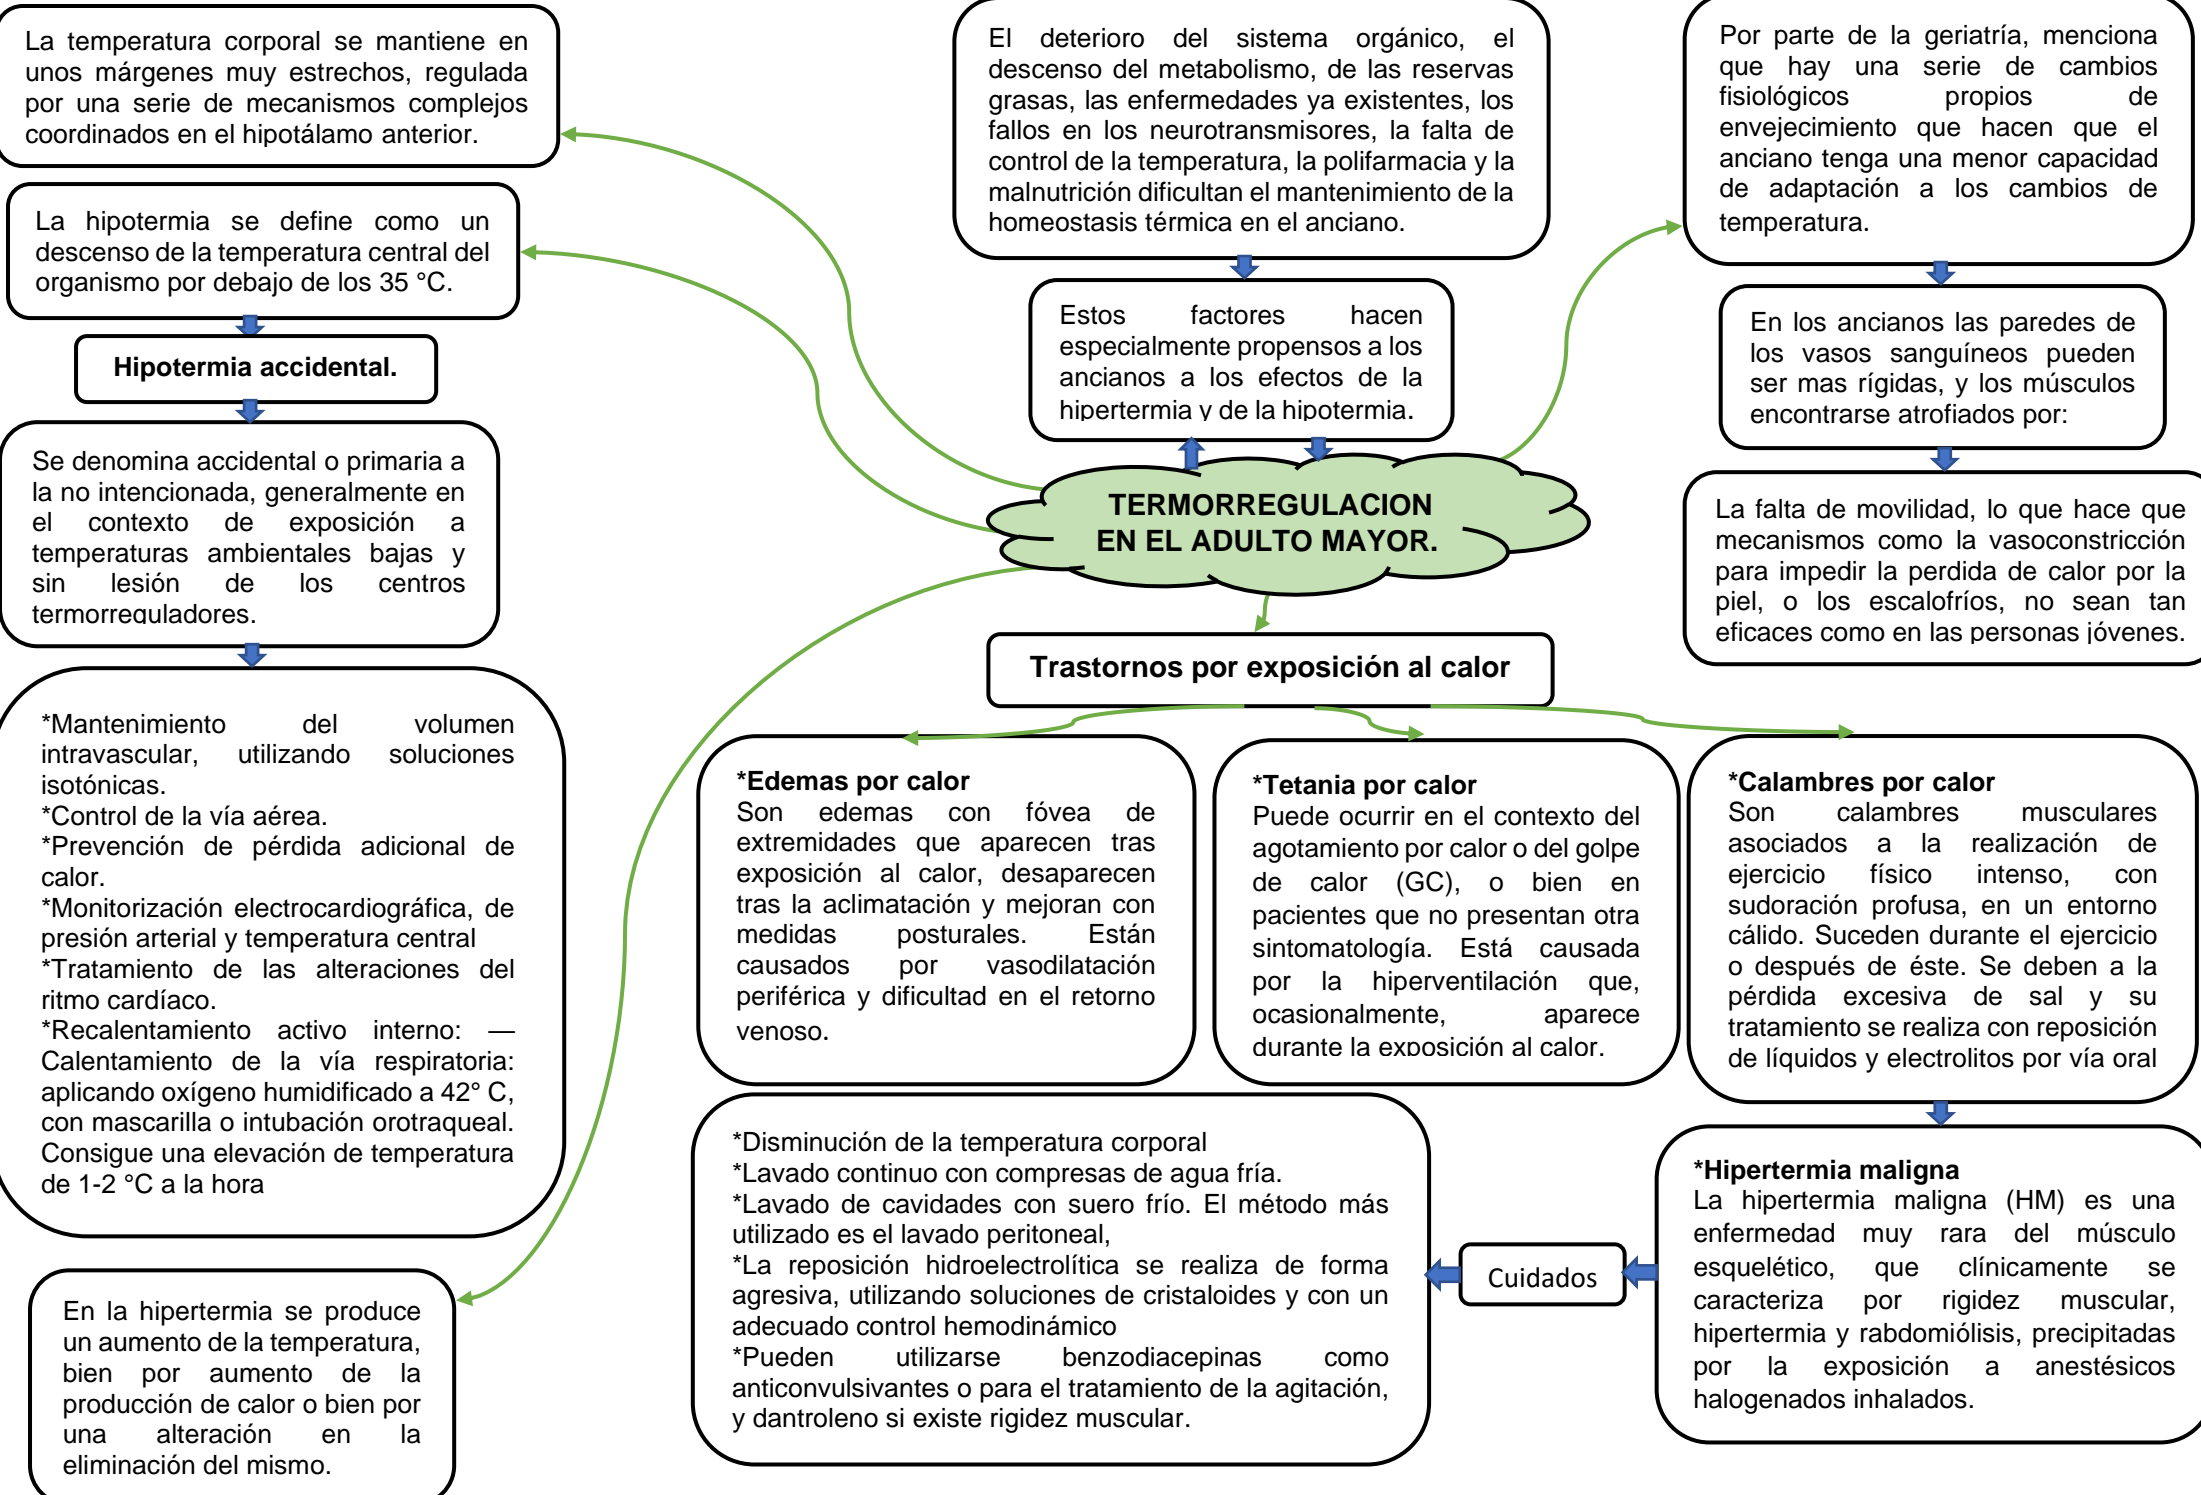 La temperatura corporal se mantiene en
unos márgenes muy estrechos, regulada
por una serie de mecanismos complejos
coordinados en el hipotálamo anterior.
La hipotermia se define como un
descenso de la temperatura central del
organismo por debajo de los 35 °C.
Hipotermia accidental.
Se denomina accidental o primaria a
la no intencionada, generalmente en
el contexto de exposición a
temperaturas ambientales bajas y
sin lesión de los centros
termorreguladores.
*Mantenimiento del volumen
intravascular, utilizando soluciones
isotónicas.
*Control de la vía aérea.
*Prevención de pérdida adicional de
calor.
*Monitorización electrocardiográfica, de
presión arterial y temperatura central
*Tratamiento de las alteraciones del
ritmo cardíaco.
*Recalentamiento activo interno: —
Calentamiento de la vía respiratoria:
aplicando oxígeno humidificado a 42° C,
con mascarilla o intubación orotraqueal.
Consigue una elevación de temperatura
de 1-2 °C a la hora
En la hipertermia se produce
un aumento de la temperatura,
bien por aumento de la
producción de calor o bien por
una alteración en la
eliminación del mismo.
El deterioro del sistema orgánico, el
descenso del metabolismo, de las reservas
grasas, las enfermedades ya existentes, los
fallos en los neurotransmisores, la falta de
control de la temperatura, la polifarmacia y la
malnutrición dificultan el mantenimiento de la
homeostasis térmica en el anciano.
Estos factores hacen
especialmente propensos a los
ancianos a los efectos de la
hipertermia y de la hipotermia.
TERMORREGULACION
EN EL ADULTO MAYOR.
Por parte de la geriatría, menciona
que hay una serie de cambios
fisiológicos propios de
envejecimiento que hacen que el
anciano tenga una menor capacidad
de adaptación a los cambios de
temperatura.
En los ancianos las paredes de
los vasos sanguíneos pueden
ser mas rígidas, y los músculos
encontrarse atrofiados por:
La falta de movilidad, lo que hace que
mecanismos como la vasoconstricción
para impedir la perdida de calor por la
piel, o los escalofríos, no sean tan
eficaces como en las personas jóvenes.
Trastornos por exposición al calor
*Edemas por calor
Son edemas con fóvea de
extremidades que aparecen tras
exposición al calor, desaparecen
tras la aclimatación y mejoran con
medidas posturales. Están
causados por vasodilatación
periférica y dificultad en el retorno
venoso.
*Tetania por calor
Puede ocurrir en el contexto del
agotamiento por calor o del golpe
de calor (GC), o bien en
pacientes que no presentan otra
sintomatología. Está causada
por la hiperventilación que,
ocasionalmente, aparece
durante la exposición al calor.
*Calambres por calor
Son calambres musculares
asociados a la realización de
ejercicio físico intenso, con
sudoración profusa, en un entorno
cálido. Suceden durante el ejercicio
o después de éste. Se deben a la
pérdida excesiva de sal y su
tratamiento se realiza con reposición
de líquidos y electrolitos por vía oral
*Hipertermia maligna
La hipertermia maligna (HM) es una
enfermedad muy rara del músculo
esquelético, que clínicamente se
caracteriza por rigidez muscular,
hipertermia y rabdomiólisis, precipitadas
por la exposición a anestésicos
halogenados inhalados.
Cuidados
*Disminución de la temperatura corporal
*Lavado continuo con compresas de agua fría.
*Lavado de cavidades con suero frío. El método más
utilizado es el lavado peritoneal,
*La reposición hidroelectrolítica se realiza de forma
agresiva, utilizando soluciones de cristaloides y con un
adecuado control hemodinámico
*Pueden utilizarse benzodiacepinas como
anticonvulsivantes o para el tratamiento de la agitación,
y dantroleno si existe rigidez muscular.